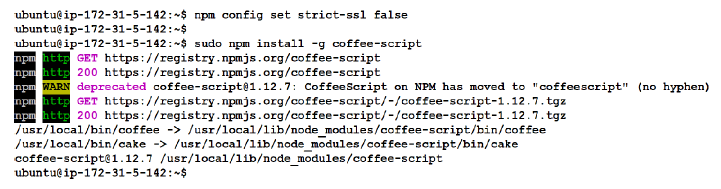 ubuntu@ip-172-31-5-142:~$ npm config set strict-ssl false
ubuntu@ip-172-31-5-142:~$
ubuntu@ip-172-31-5-142:~$ sudo npm install -g coffee-script
npm http GET https://registry.npmjs.org/coffee-script
npm http 200 https://registry.npmjs.org/coffee-script
npm WARN deprecated coffee-script@1.12.7: CoffeeScript on NPM has moved to "coffeescript" (no hyphen)
npm http GET https://registry.npmjs.org/coffee-script/-/coffee-script-1.12.7.tgz
npm http 200 https://registry.npmjs.org/coffee-script/-/coffee-script-1.12.7.tgz
/usr/local/bin/coffee -> /usr/local/lib/node_modules/coffee-script/bin/coffee
/usr/local/bin/cake -> /usr/local/lib/node_modules/coffee-script/bin/cake
coffee-script@1.12.7 /usr/local/lib/node_modules/coffee-script
ubuntu@ip-172-31-5-142:~$